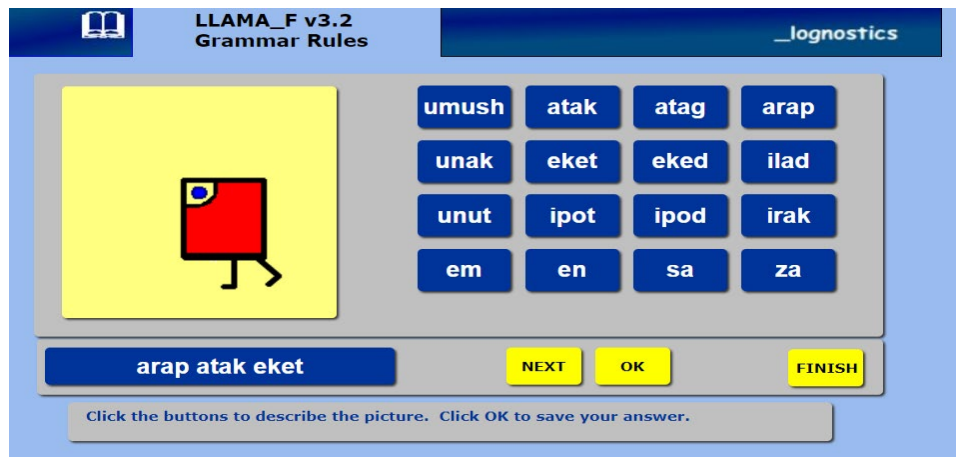 LLAMA_F v3.2
Grammar Rules
_lognostics
umush atak atag arap
unak eket eked ilad
unut ipot ipod irak
em en sa za
arap atak eket
NEXT OK FINISH
Click the buttons to describe the picture. Click OK to save your answer.